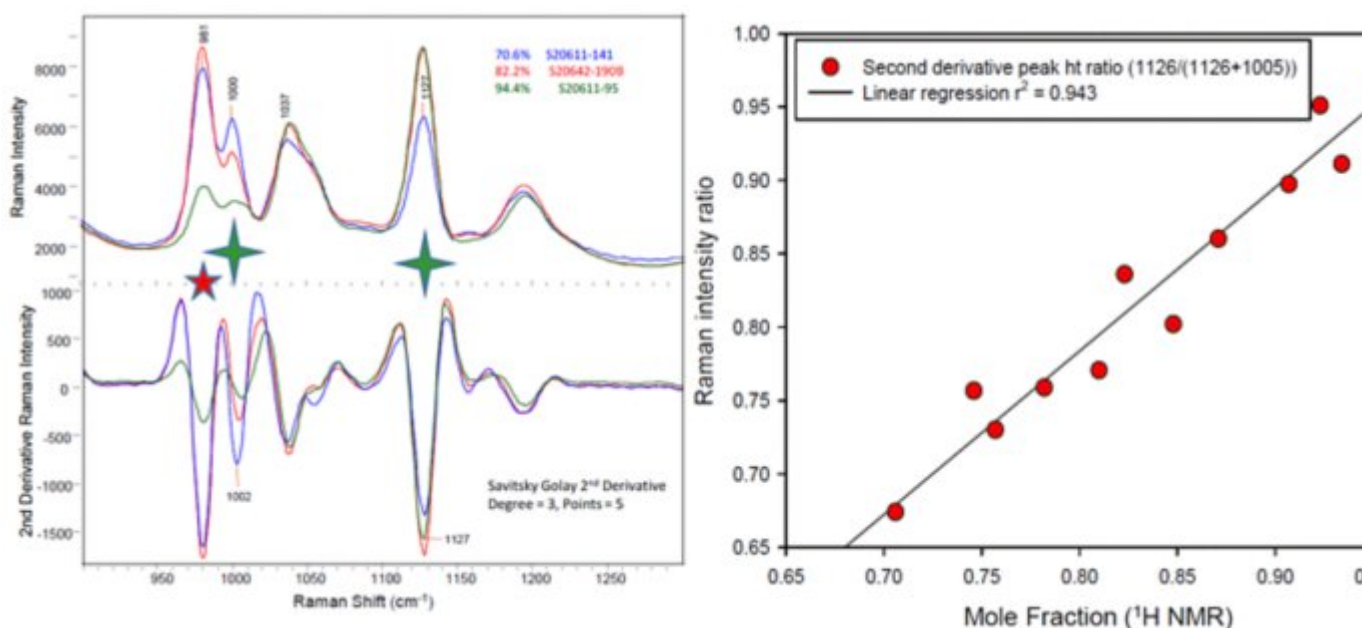 981
1000
1037
1127
70.6% S20611-141
82.2% S20642-190B
94.4% S20611-95
8000
6000
4000
2000
Raman Intensity
1000
500
0
-500
-1000
-1500
2nd Derivative Raman Intensity
1002
1127
Savitsky Golay 2nd Derivative
Degree = 3, Points = 5
950 1000 1050 1100 1150 1200 1250
Raman Shift (cm-1)
1.00
0.95
0.90
0.85
0.80
0.75
0.70
0.65
Raman intensity ratio
Second derivative peak ht ratio (1126/(1126+1005))
Linear regression r2 = 0.943
0.65 0.70 0.75 0.80 0.85 0.90
Mole Fraction (1H NMR)